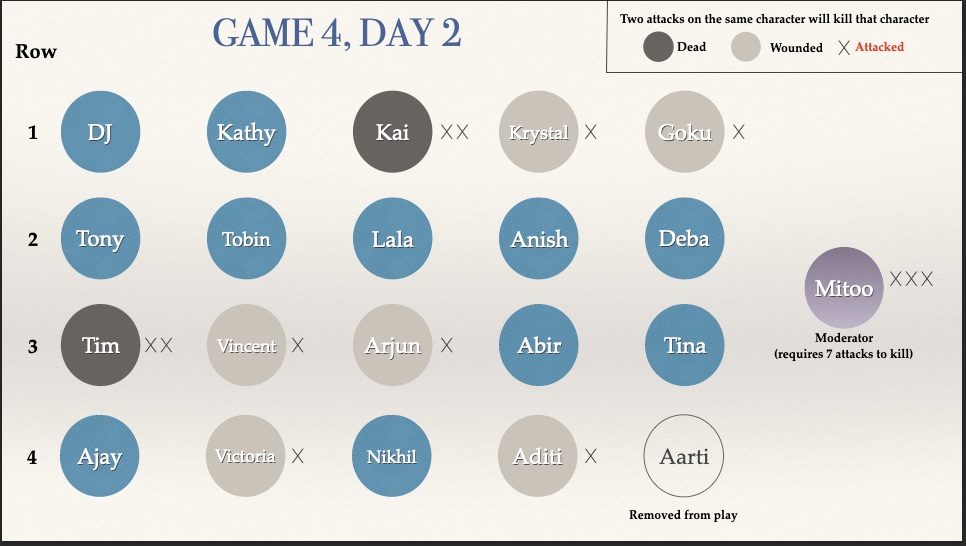 GAME 4, DAY 2
Two attacks on the same character will kill that character
Dead Wounded X Attacked
Row
1 DJ Kathy Kai XX Krystal X Goku X
2 Tony Tobin Lala Anish Deba
Mitoo XXX
Moderator
(requires 7 attacks to kill)
3 Tim XX Vincent X Arjun X Abir Tina
4 Ajay Victoria X Nikhil Aditi X Aarti
Removed from play